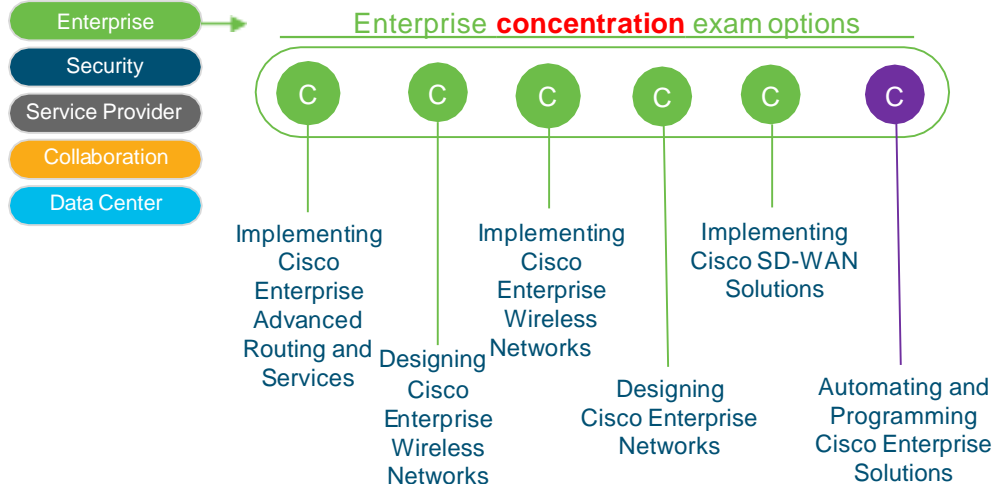 Enterprise
Security
Service Provider
Collaboration
Data Center
Enterprise concentration exam options
C
C
C
C
C
C
Implementing
Cisco
Enterprise
Advanced
Routing and
Services
Designing
Cisco
Enterprise
Wireless
Networks
Implementing
Cisco
Enterprise
Wireless
Networks
Designing
Cisco Enterprise
Networks
Implementing
Cisco SD-WAN
Solutions
Automating and
Programming
Cisco Enterprise
Solutions